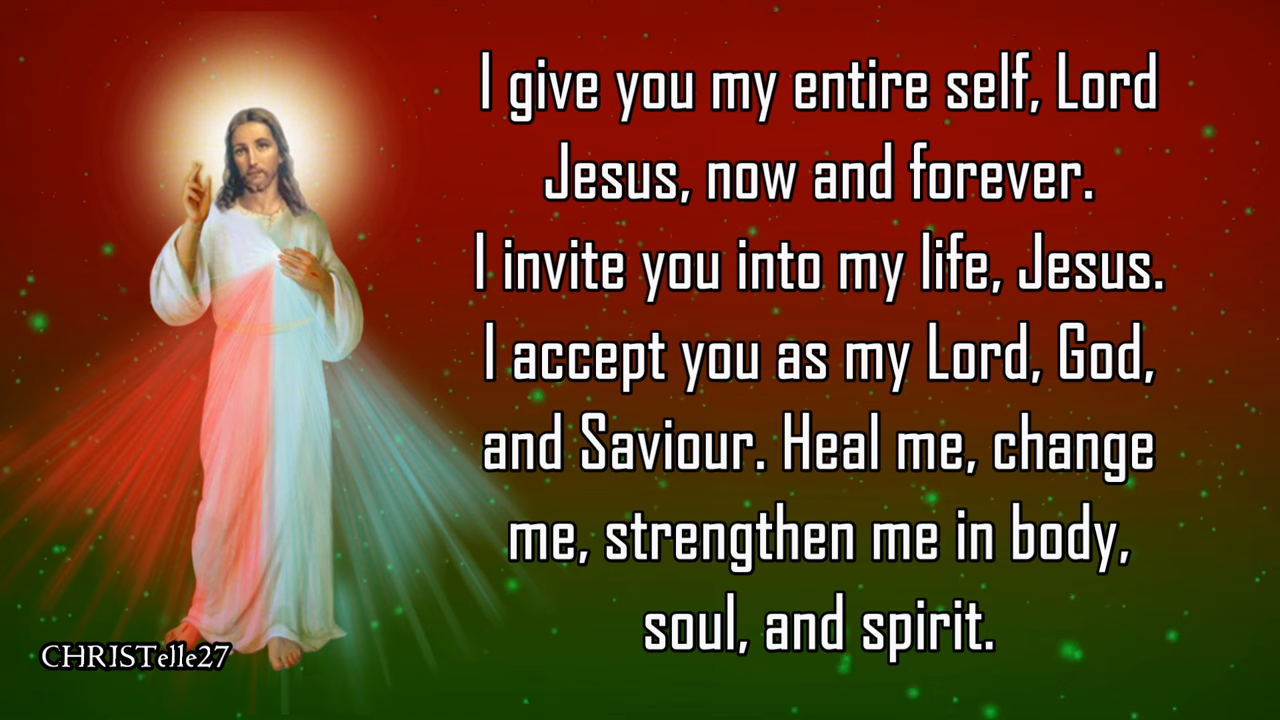 I give you my entire self, Lord
Jesus, now and forever.
I invite you into my life, Jesus.
I accept you as my Lord, God,
and Saviour. Heal me, change
me, strengthen me in body,
soul, and spirit.
CHRISTelle27